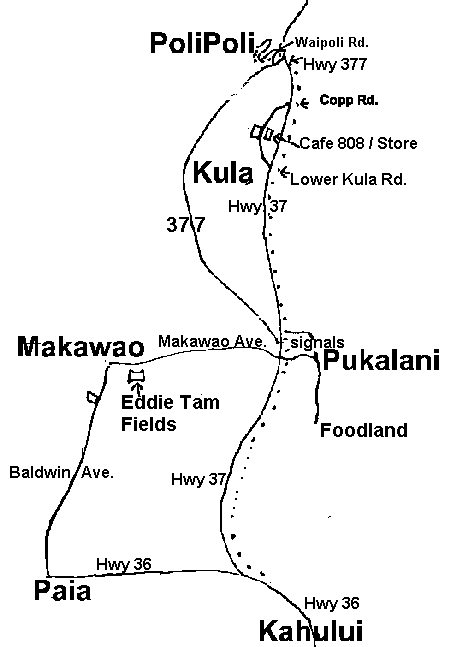 PoliPoli
Waipoli Rd.
Hwy 377
Copp Rd.
Cafe 808 / Store
Kula
Lower Kula Rd.
Hwy. 37
377
Makawao
Makawao Ave.
signals
Pukalani
Eddie Tam
Fields
Foodland
Baldwin Ave.
Hwy 37
Hwy 36
Paia
Hwy 36
Kahului